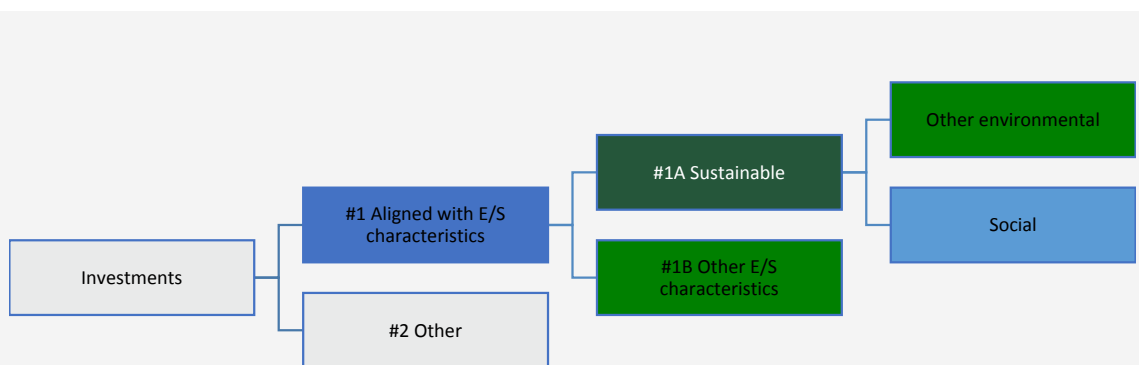 Investments
#1 Aligned with E/S
characteristics
#2 Other
#1A Sustainable
#1B Other E/S
characteristics
Other environmental
Social